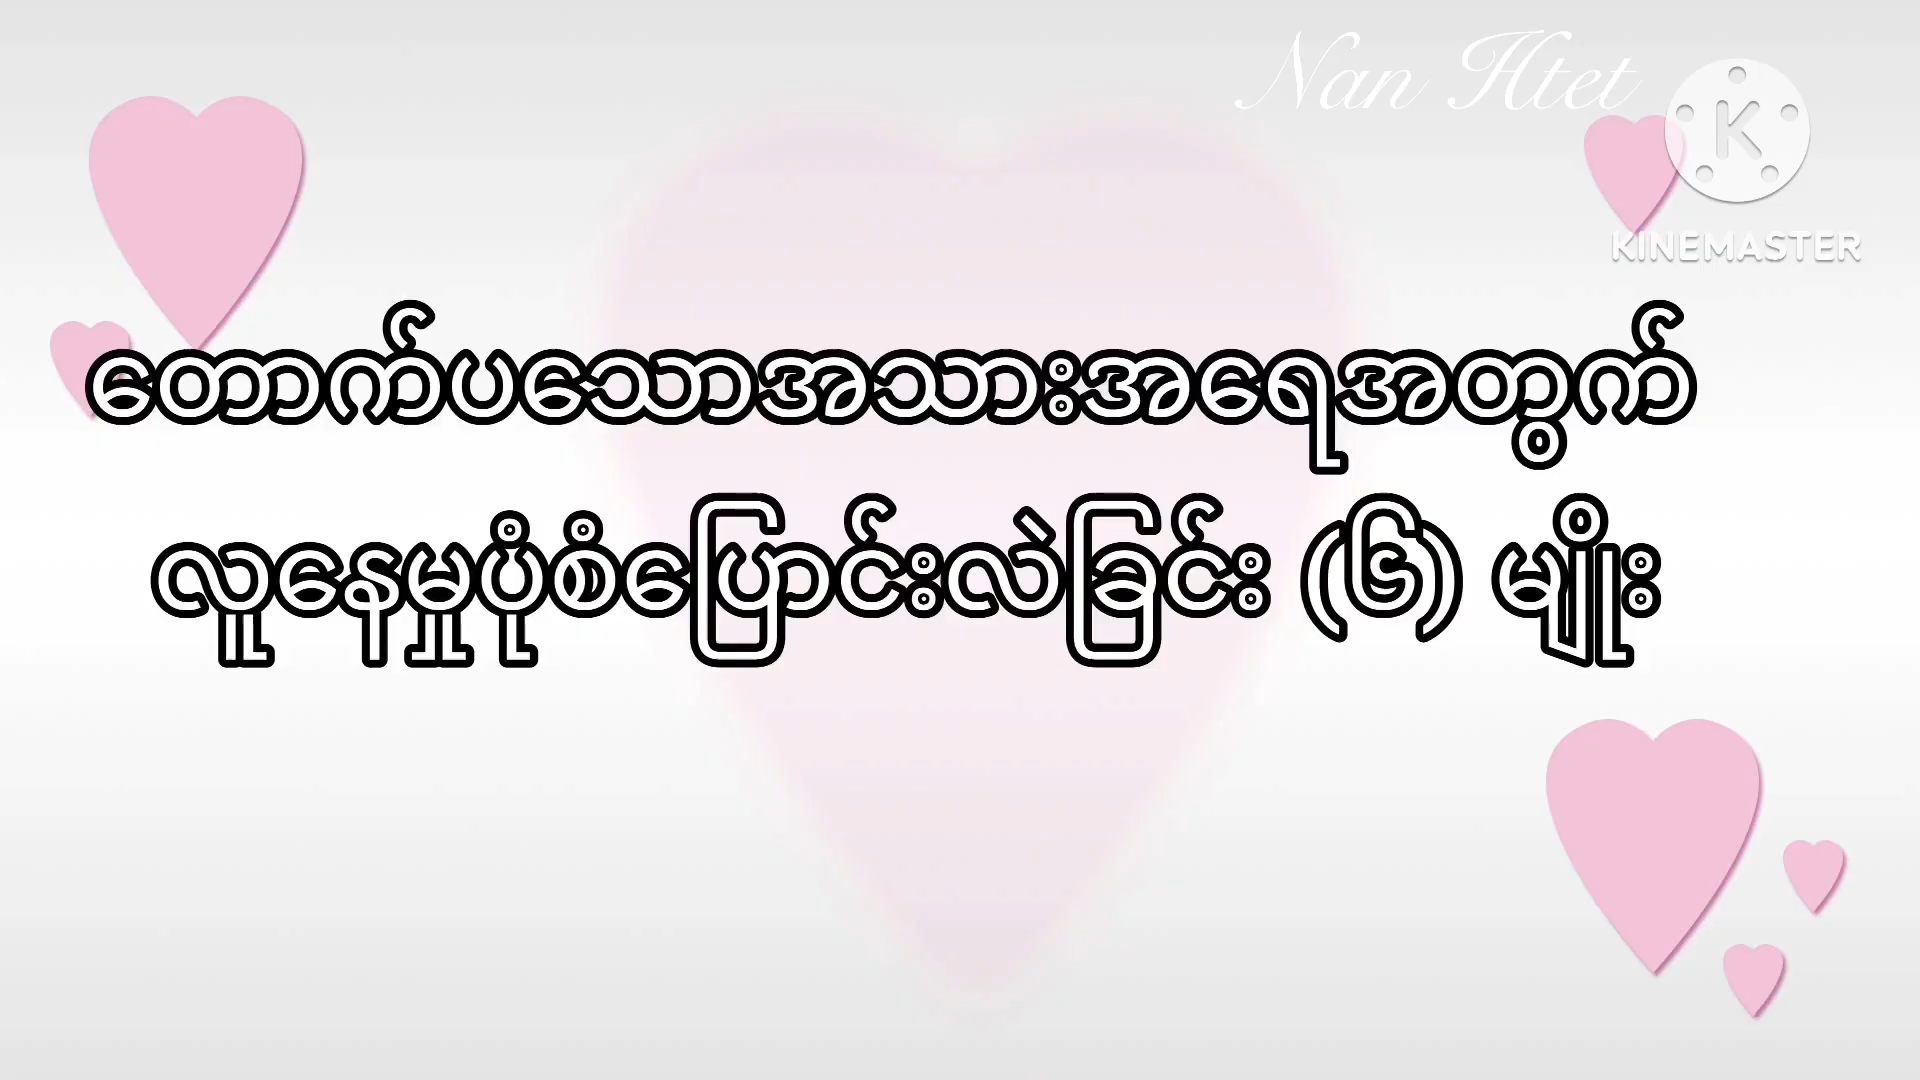 Nan Htet
KINEMASTER
တောက်ပသောအသားအရေအတွက်
လူနေမှုပုံစံပြောင်းလဲခြင်း (၆) မျိုး